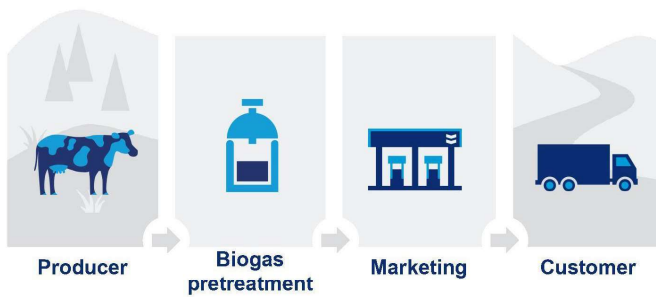 Producer
Biogas
pretreatment
Marketing
Customer